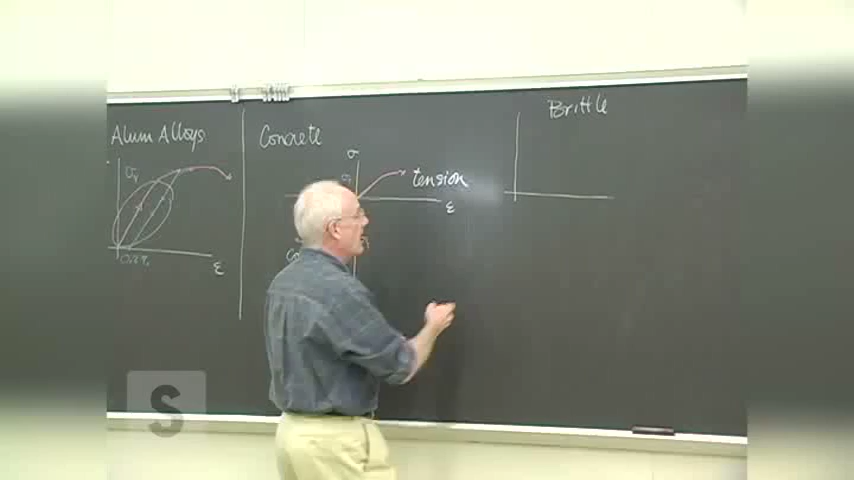 Alum Alloys
σy
ε
Concrete
σ
tension
ε
Brittle
S